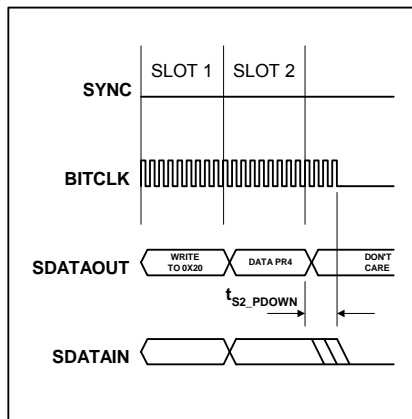 SLOT 1 SLOT 2
SYNC
BITCLK
SDATAOUT
WRITE
TO 0X20
DATA PR4
DON'T
CARE
tS2_PDOWN
SDATAIN